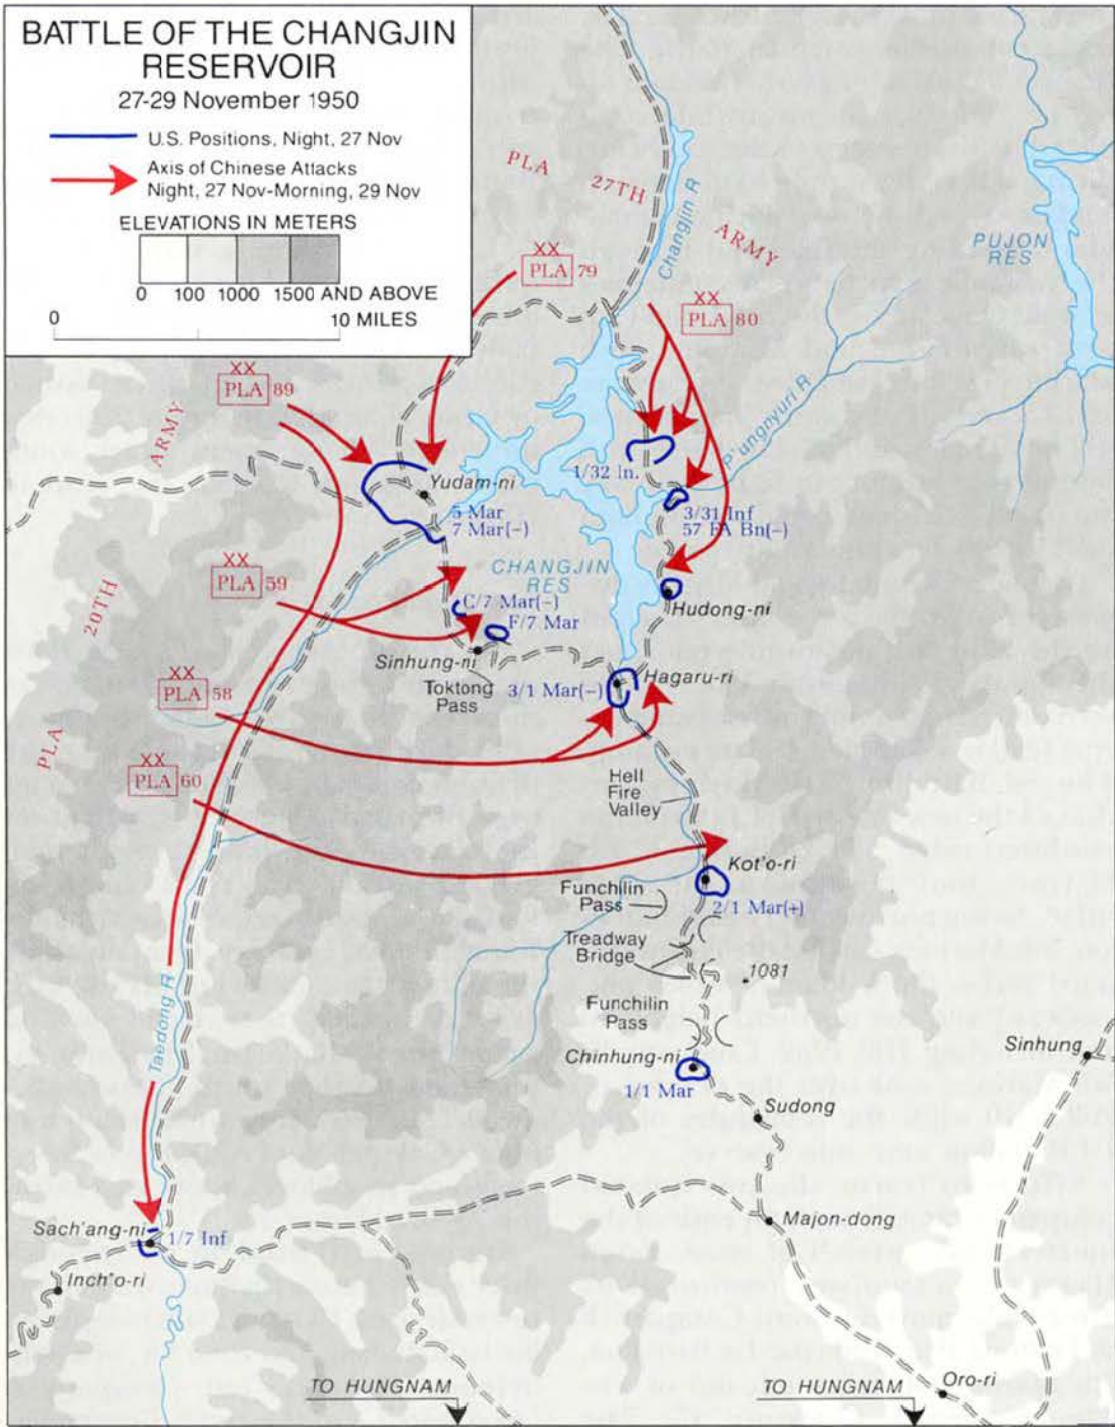 BATTLE OF THE CHANGJIN
RESERVOIR
27-29 November 1950
U.S. Positions, Night, 27 Nov
Axis of Chinese Attacks
Night, 27 Nov-Morning, 29 Nov
ELEVATIONS IN METERS
0 100 1000 1500 AND ABOVE
0 10 MILES
PLA 27TH ARMY
Changjin R
PUJON
RES
XX
PLA 79
XX
PLA 80
XX
PLA 89
ARMY
P'ungnyuri R
1/32 In.
Yudam-ni
5 Mar
7 Mar(-)
3/31 Inf
57 FA Bn(-)
XX
PLA 59
CHANGJIN
RES
20TH
C/7 Mar(-)
F/7 Mar
Hudong-ni
Sinhung-ni
Toktong
Pass
3/1 Mar(-)
Hagaru-ri
XX
PLA 58
PLA
XX
PLA 60
Hell
Fire
Valley
Kot'o-ri
Funchilin
Pass
2/1 Mar(+)
Treadway
Bridge
1081
Taedong R
Funchilin
Pass
Chinhung-ni
Sinhung
1/1 Mar
Sudong
Sach'ang-ni
1/7 Inf
Majon-dong
Inch'o-ri
TO HUNGNAM
TO HUNGNAM
Oro-ri